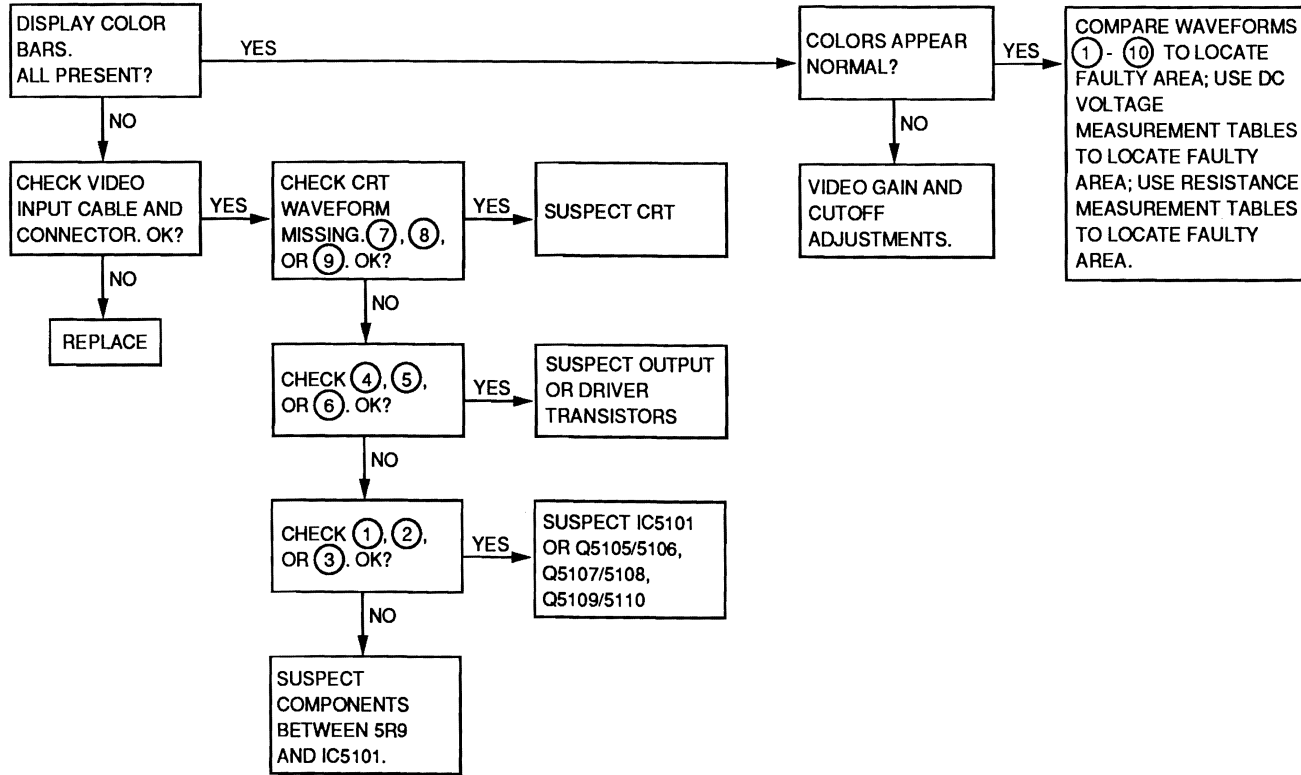 DISPLAY COLOR
BARS.
ALL PRESENT?
YES
COLORS APPEAR
NORMAL?
YES
COMPARE WAVEFORMS
1 - 10 TO LOCATE
FAULTY AREA; USE DC
VOLTAGE
MEASUREMENT TABLES
TO LOCATE FAULTY
AREA; USE RESISTANCE
MEASUREMENT TABLES
TO LOCATE FAULTY
AREA.
NO
NO
CHECK VIDEO
INPUT CABLE AND
CONNECTOR. OK?
YES
CHECK CRT
WAVEFORM
MISSING. 7, 8,
OR 9. OK?
YES
SUSPECT CRT
VIDEO GAIN AND
CUTOFF
ADJUSTMENTS.
NO
REPLACE
NO
CHECK 4, 5,
OR 6. OK?
YES
SUSPECT OUTPUT
OR DRIVER
TRANSISTORS
NO
CHECK 1, 2,
OR 3. OK?
YES
SUSPECT IC5101
OR Q5105/5106,
Q5107/5108,
Q5109/5110
NO
SUSPECT
COMPONENTS
BETWEEN 5R9
AND IC5101.